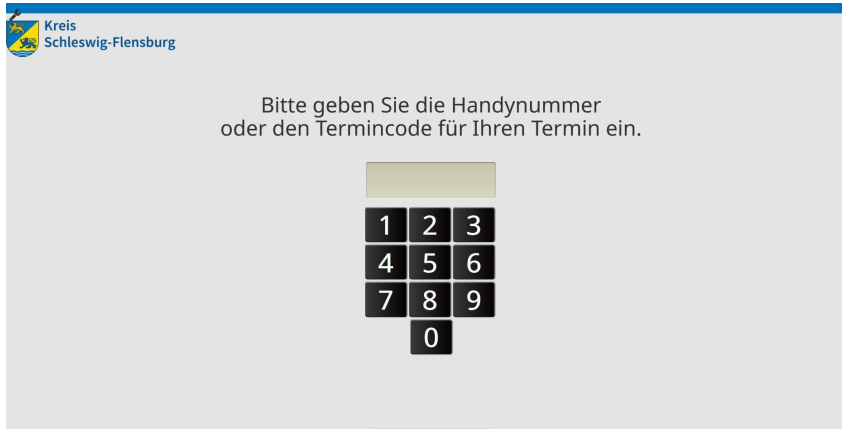 Kreis
Schleswig-Flensburg
Bitte geben Sie die Handynummer
oder den Termincode für Ihren Termin ein.
1 2 3
4 5 6
7 8 9
0